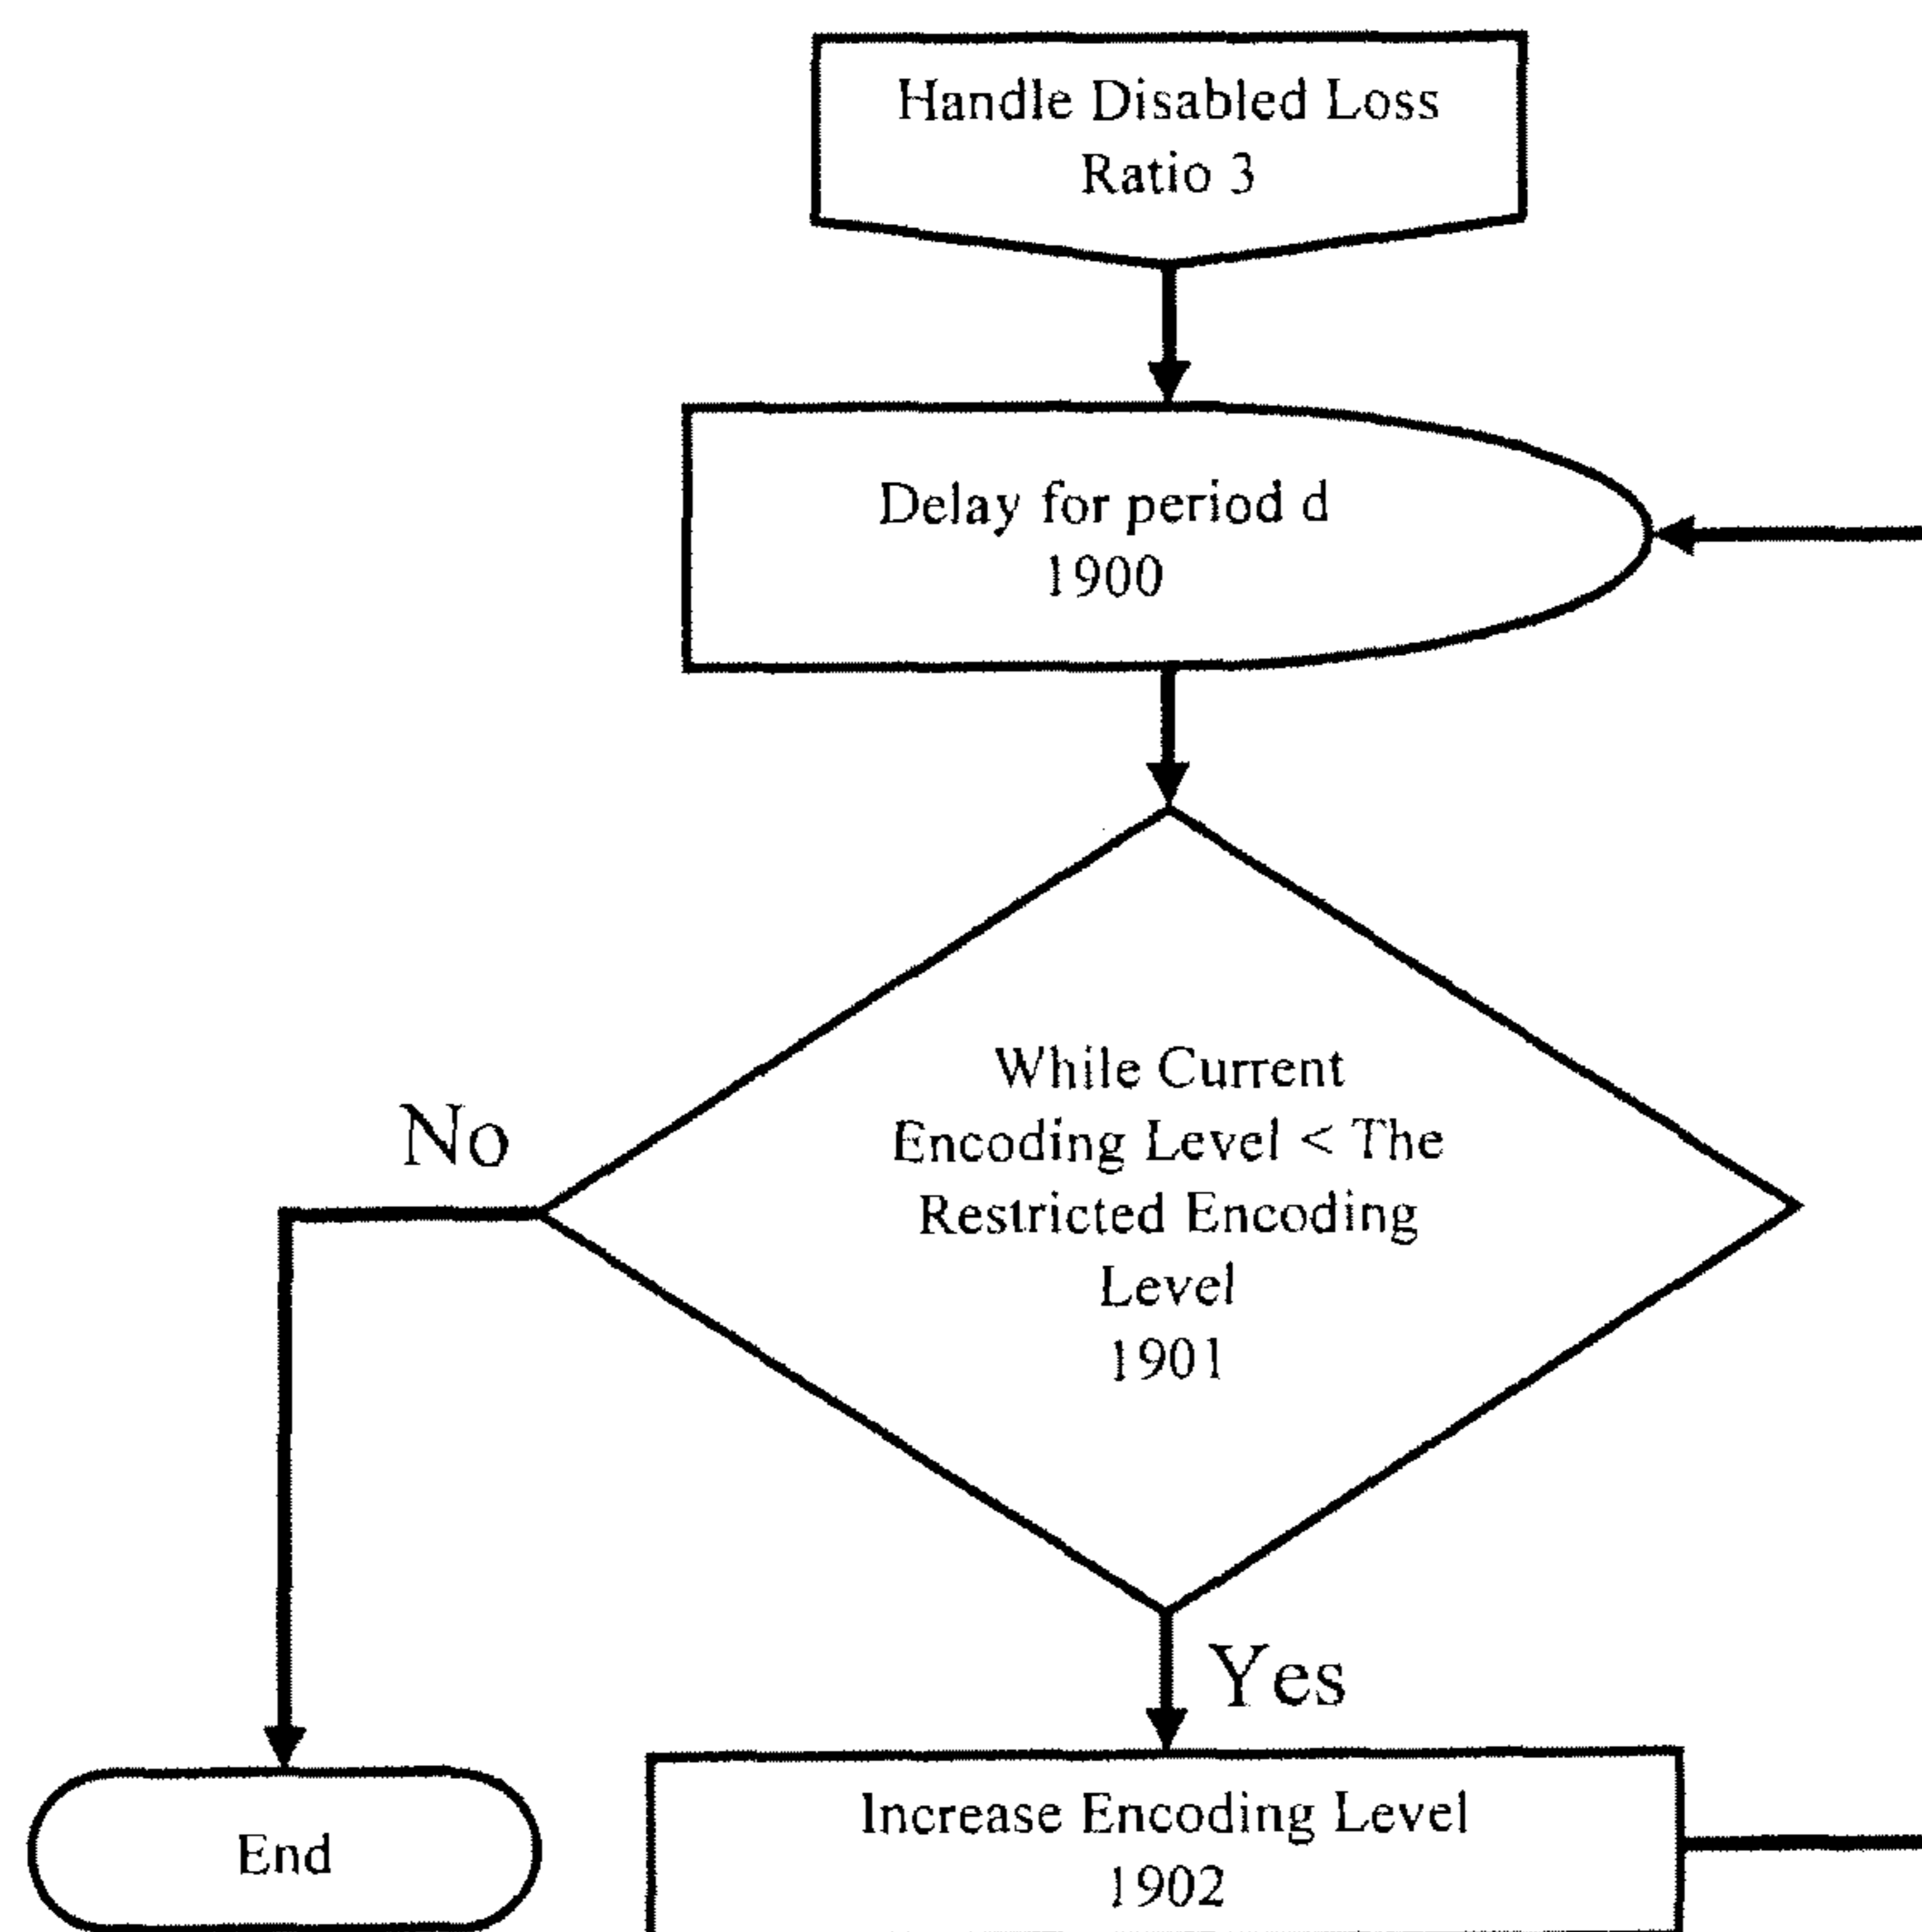 Handle Disabled Loss
Ratio 3
Delay for period d
1900
While Current
Encoding Level < The
Restricted Encoding
Level
1901
No
Yes
Increase Encoding Level
1902
End